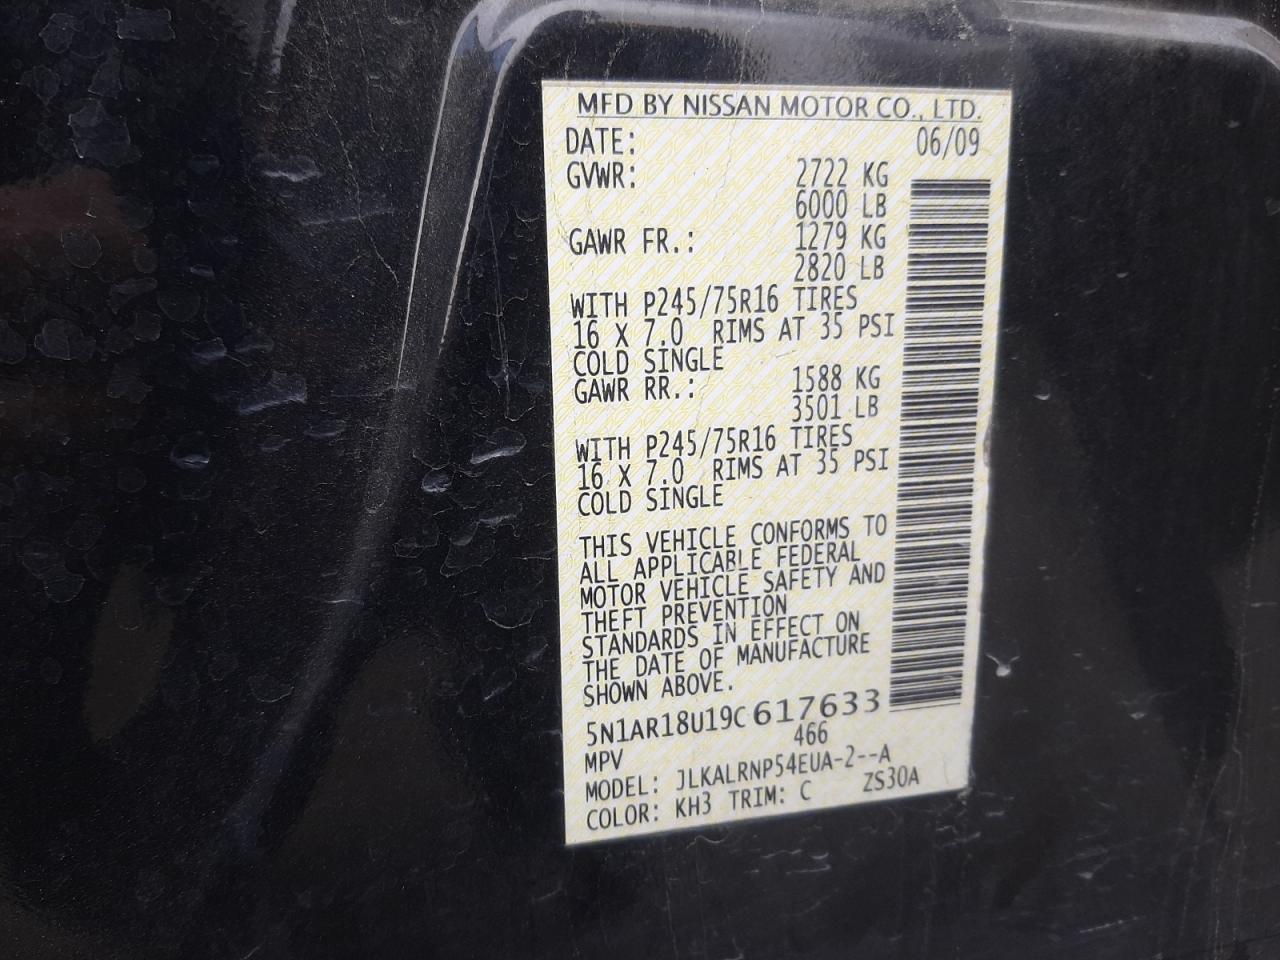 MFD BY NISSAN MOTOR CO., LTD.
DATE: 06/09
GVWR: 2722 KG
6000 LB
GAWR FR.: 1279 KG
2820 LB
WITH P245/75R16 TIRES
16 X 7.0 RIMS AT 35 PSI
COLD SINGLE
GAWR RR.: 1588 KG
3501 LB
WITH P245/75R16 TIRES
16 X 7.0 RIMS AT 35 PSI
COLD SINGLE
THIS VEHICLE CONFORMS TO
ALL APPLICABLE FEDERAL
MOTOR VEHICLE SAFETY AND
THEFT PREVENTION
STANDARDS IN EFFECT ON
THE DATE OF MANUFACTURE
SHOWN ABOVE.
5N1AR18U19C617633
MPV 466
MODEL: JLKALRNP54EUA-2--A
COLOR: KH3 TRIM: C ZS30A